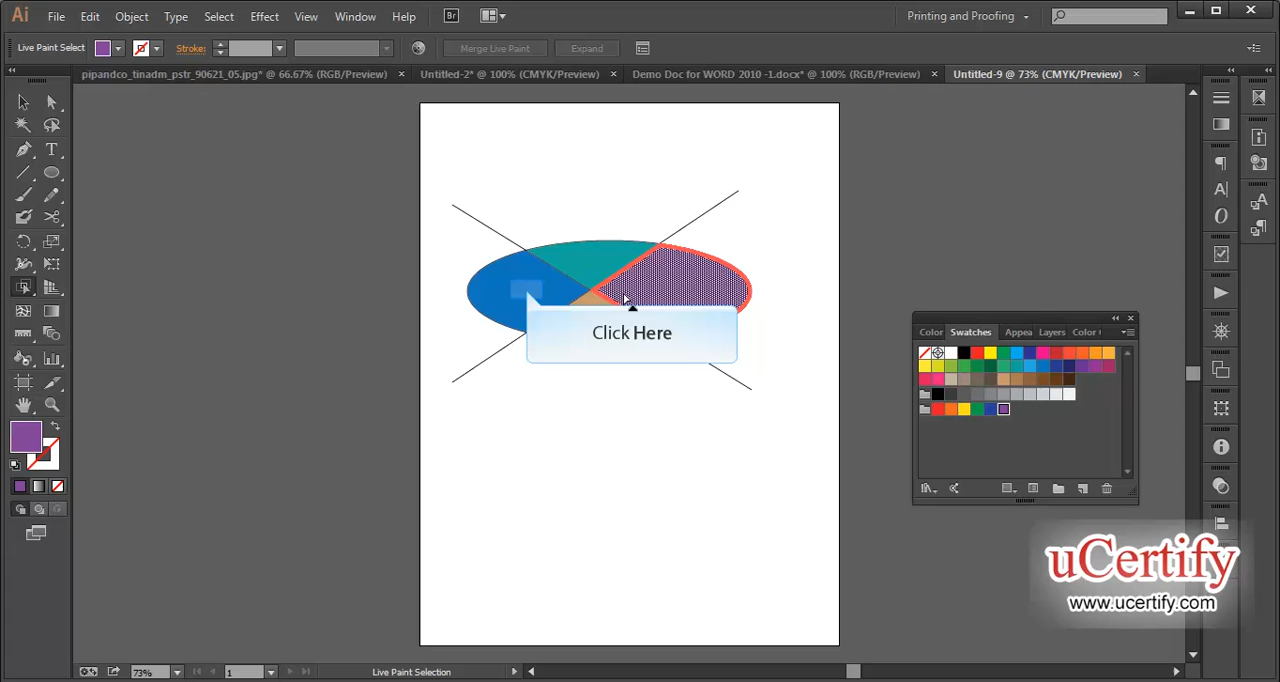 Ai File Edit Object Type Select Effect View Window Help Br Printing and Proofing
Live Paint Select Stroke: Merge Live Paint Expand
pipandco_tinadm_pstr_90621_05.jpg* @ 66.67% (RGB/Preview) × Untitled-2* @ 100% (CMYK/Preview) × Demo Doc for WORD 2010 -1.docx* @ 100% (RGB/Preview) × Untitled-9 @ 73% (CMYK/Preview) ×
Click Here
Color Swatches Appea Layers Color
uCertify
www.ucertify.com
73% 1 Live Paint Selection